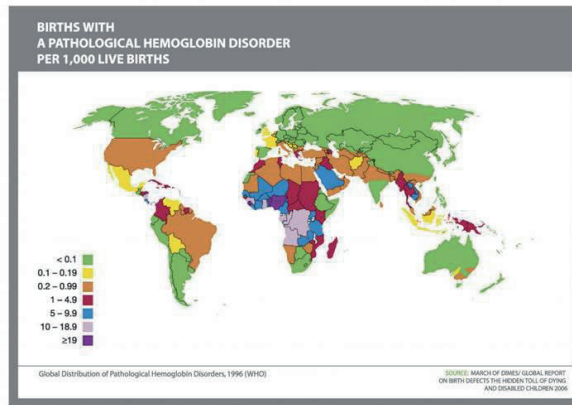 BIRTHS WITH
A PATHOLOGICAL HEMOGLOBIN DISORDER
PER 1,000 LIVE BIRTHS
< 0.1
0.1 – 0.19
0.2 – 0.99
1 – 4.9
5 – 9.9
10 – 18.9
≥19
Global Distribution of Pathological Hemoglobin Disorders, 1996 (WHO)
SOURCE: MARCH OF DIMES/ GLOBAL REPORT
ON BIRTH DEFECTS THE HIDDEN TOLL OF DYING
AND DISABLED CHILDREN 2006